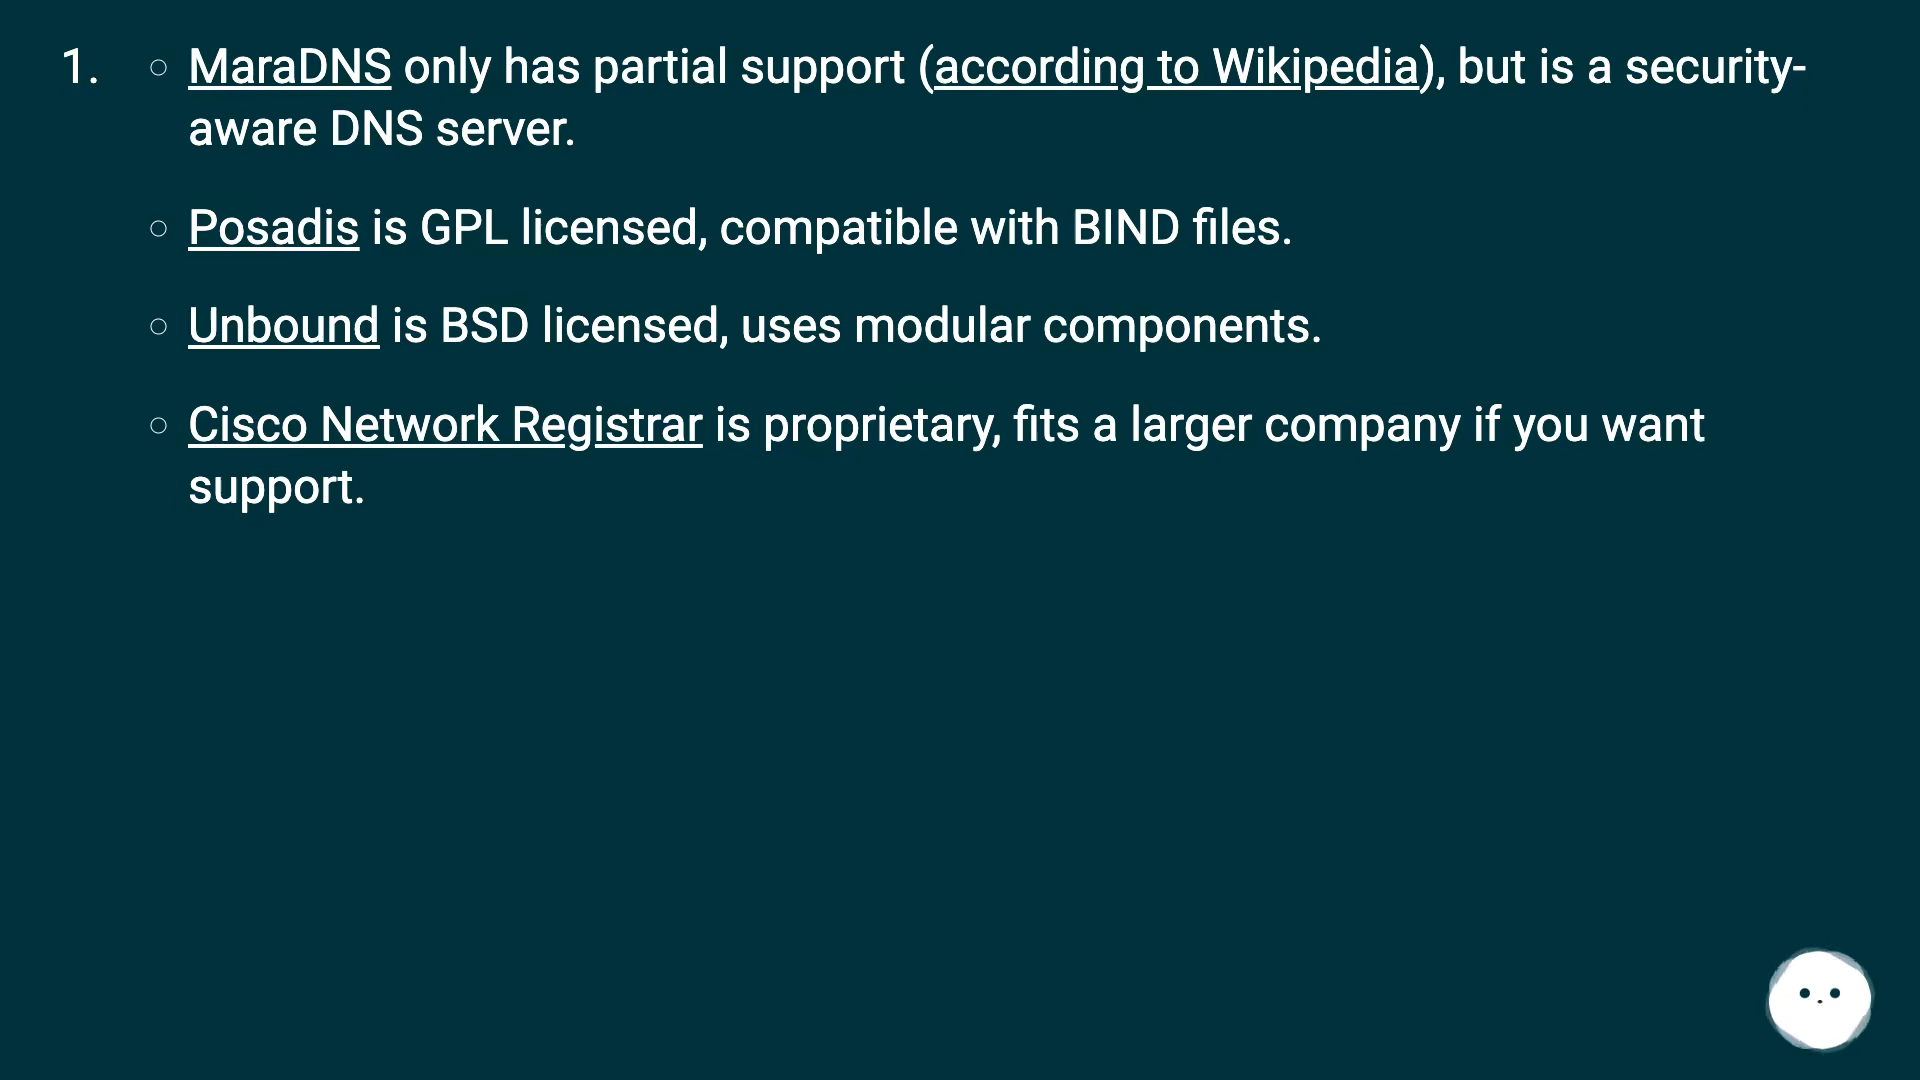 1. ○ MaraDNS only has partial support (according to Wikipedia), but is a security-
aware DNS server.
○ Posadis is GPL licensed, compatible with BIND files.
○ Unbound is BSD licensed, uses modular components.
○ Cisco Network Registrar is proprietary, fits a larger company if you want
support.